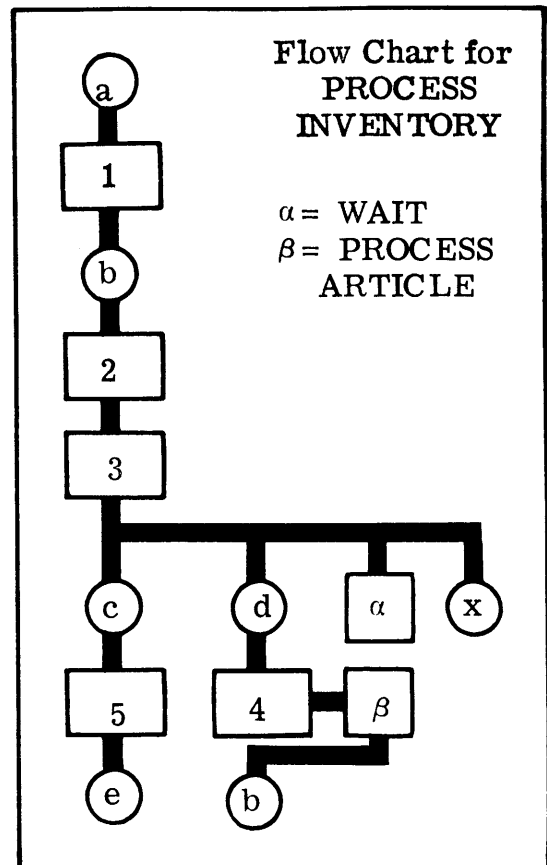 Flow Chart for
PROCESS
INVENTORY
α = WAIT
β = PROCESS
ARTICLE
a
1
b
2
3
c
d
α
x
5
4
β
e
b